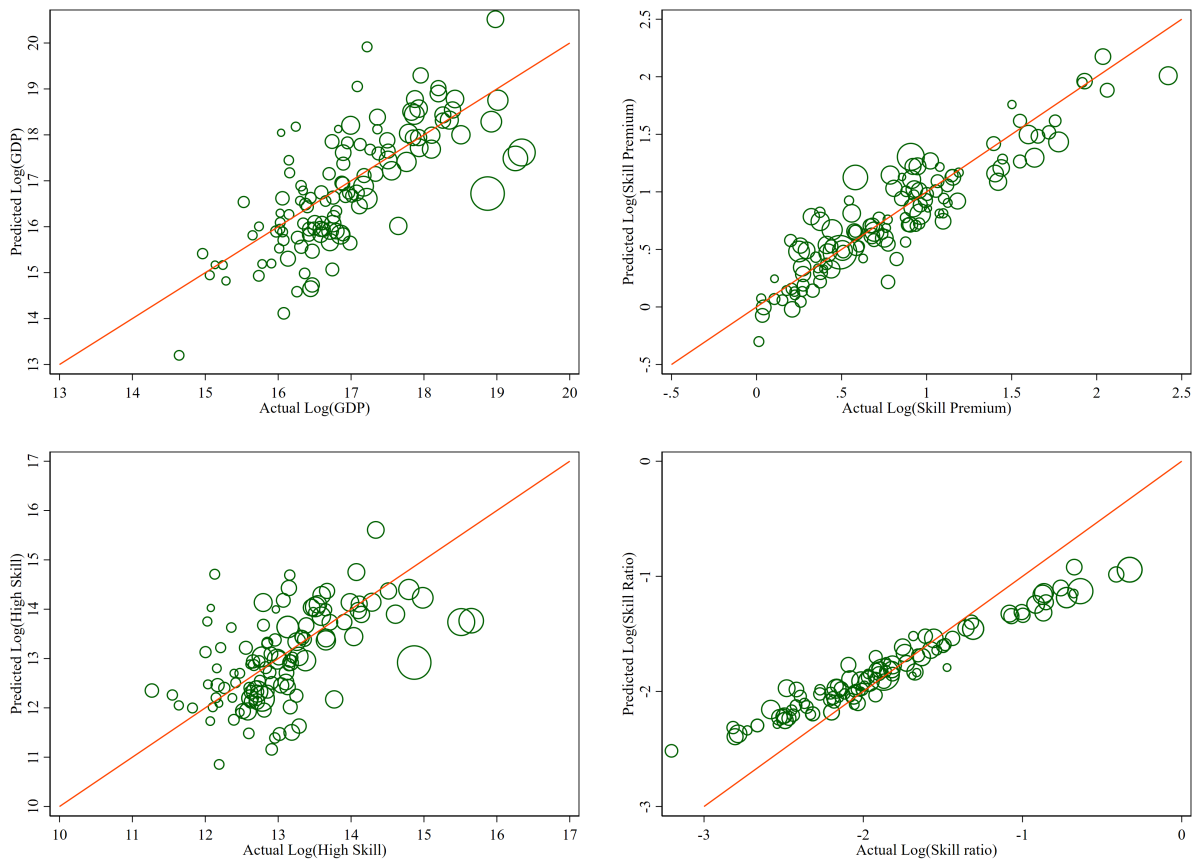 Predicted Log(GDP)
20
19
18
17
16
15
14
13
13 14 15 16 17 18 19 20
Actual Log(GDP)
Predicted Log(Skill Premium)
2.5
2
1.5
1
.5
0
-.5
-.5 0 .5 1 1.5 2 2.5
Actual Log(Skill Premium)
Predicted Log(High Skill)
17
16
15
14
13
12
11
10
10 11 12 13 14 15 16 17
Actual Log(High Skill)
Predicted Log(Skill Ratio)
0
-1
-2
-3
-3 -2 -1 0
Actual Log(Skill ratio)